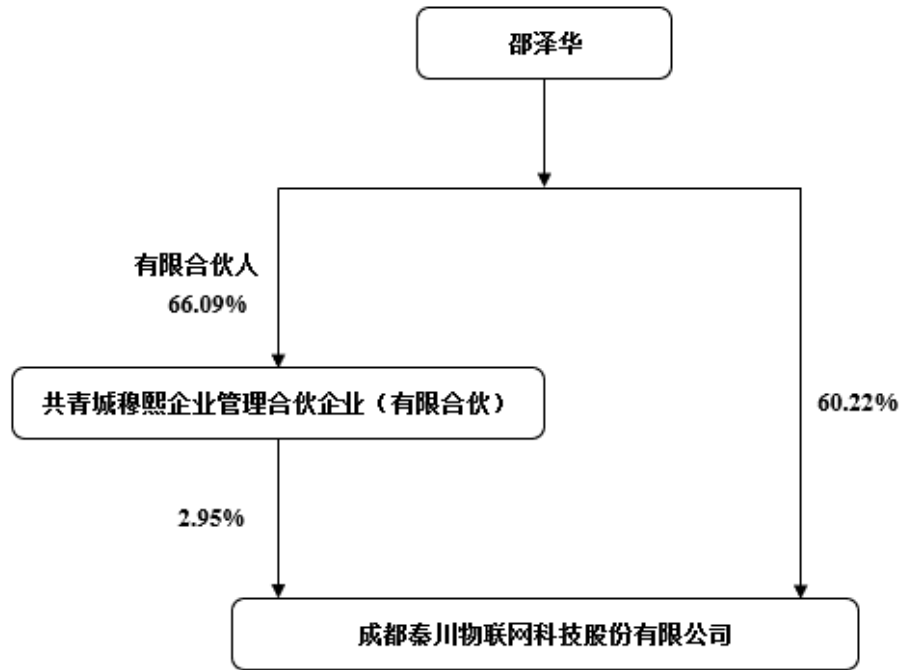 邵泽华
有限合伙人
66.09%
共青城穆熙企业管理合伙企业（有限合伙）
60.22%
2.95%
成都秦川物联网科技股份有限公司